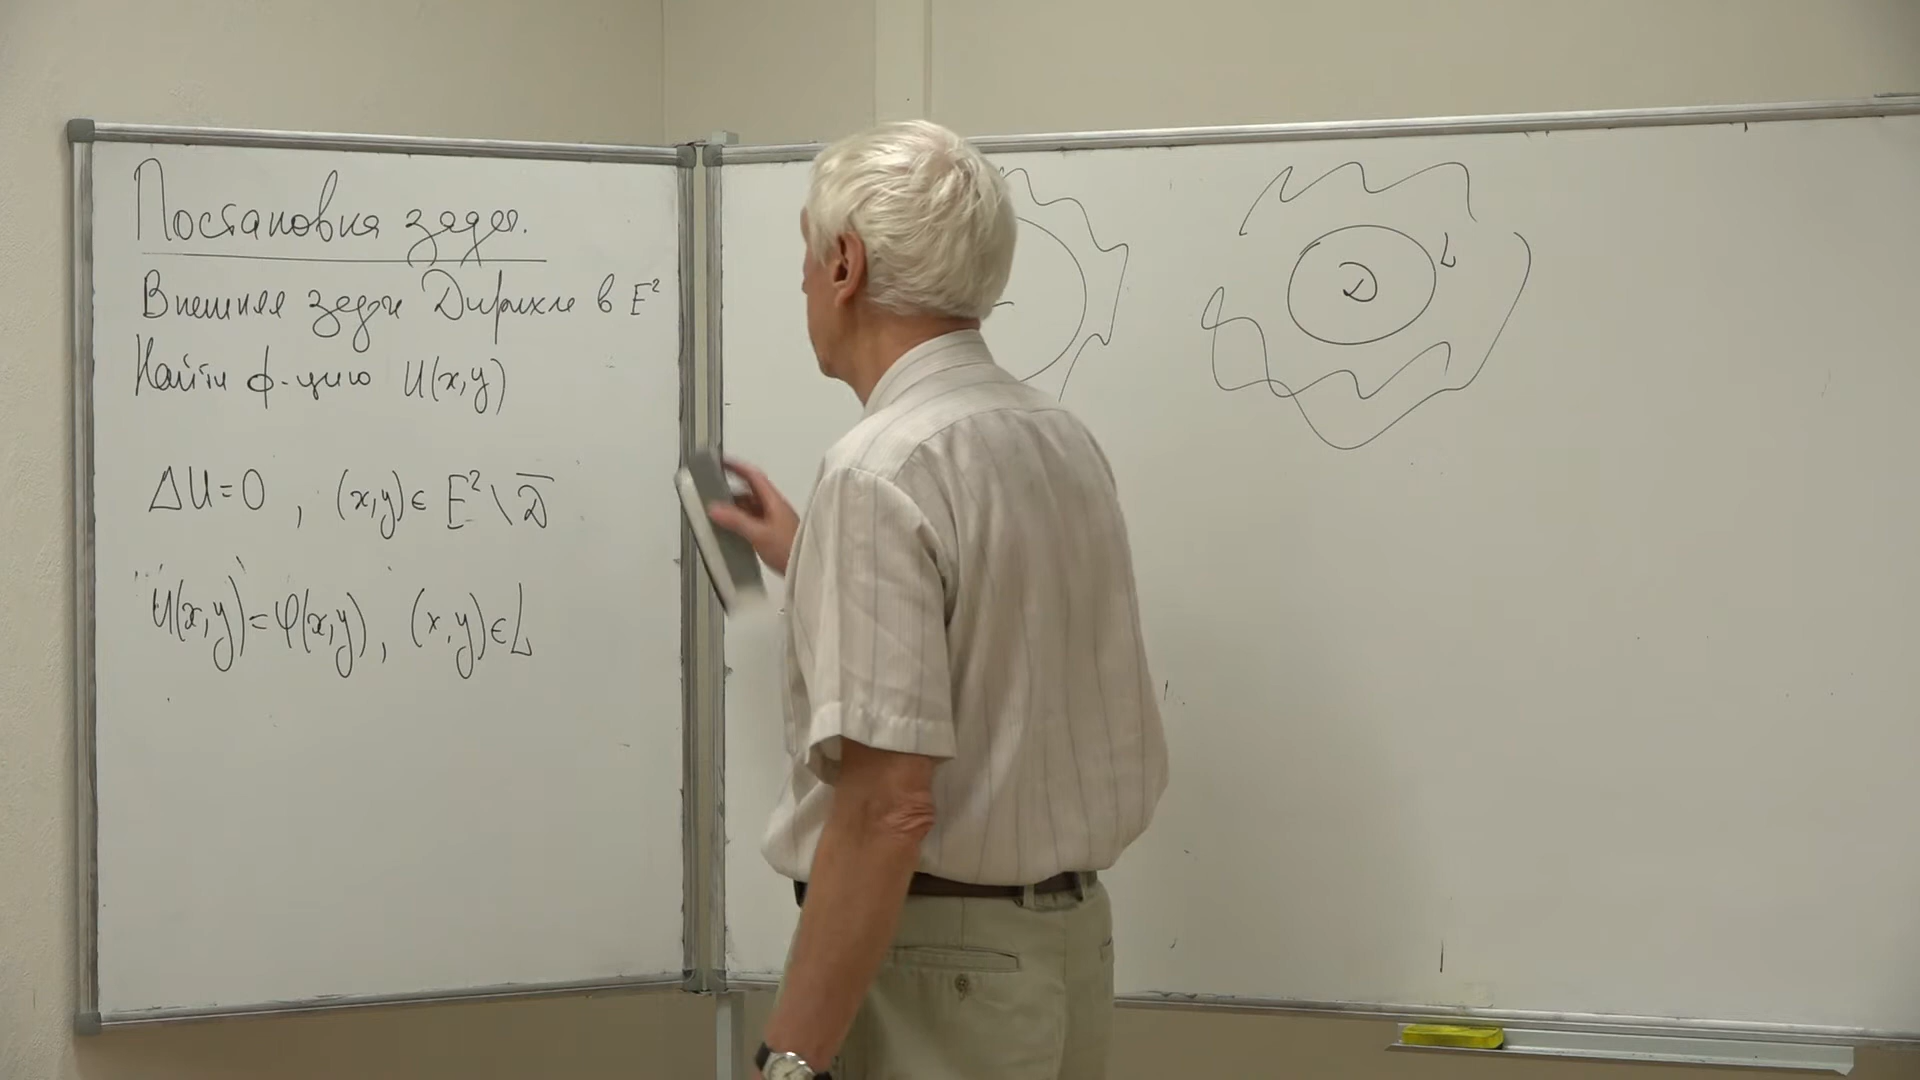 Постановка задач.
Внешняя задача Дирихле в E²
Найти ф-цию U(x,y)
ΔU=0 , (x,y)∈ E²\D̅
U(x,y)=φ(x,y), (x,y)∈L
D L